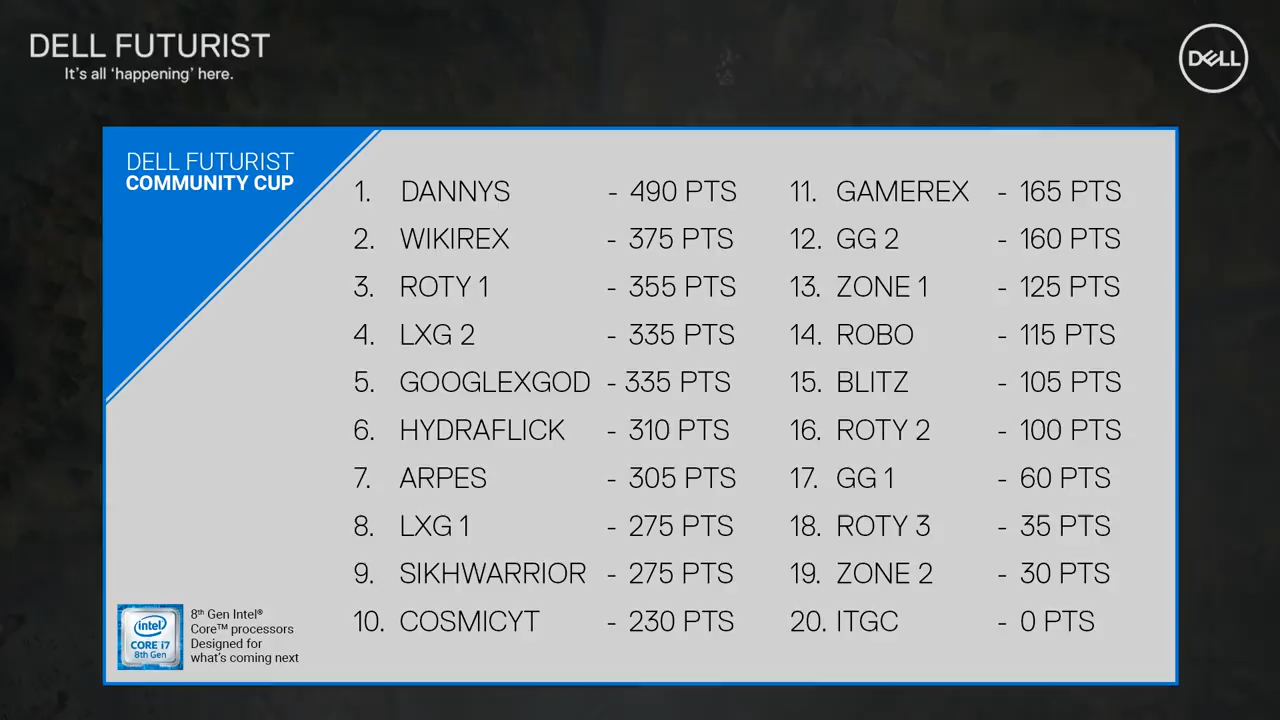 DELL FUTURIST
It's all 'happening' here.
DELL
DELL FUTURIST
COMMUNITY CUP
1. DANNYS - 490 PTS
2. WIKIREX - 375 PTS
3. ROTY 1 - 355 PTS
4. LXG 2 - 335 PTS
5. GOOGLEXGOD - 335 PTS
6. HYDRAFLICK - 310 PTS
7. ARPES - 305 PTS
8. LXG 1 - 275 PTS
9. SIKHWARRIOR - 275 PTS
10. COSMICYT - 230 PTS
11. GAMEREX - 165 PTS
12. GG 2 - 160 PTS
13. ZONE 1 - 125 PTS
14. ROBO - 115 PTS
15. BLITZ - 105 PTS
16. ROTY 2 - 100 PTS
17. GG 1 - 60 PTS
18. ROTY 3 - 35 PTS
19. ZONE 2 - 30 PTS
20. ITGC - 0 PTS
intel
CORE i7
8th Gen
8th Gen Intel®
Core™ processors
Designed for
what's coming next